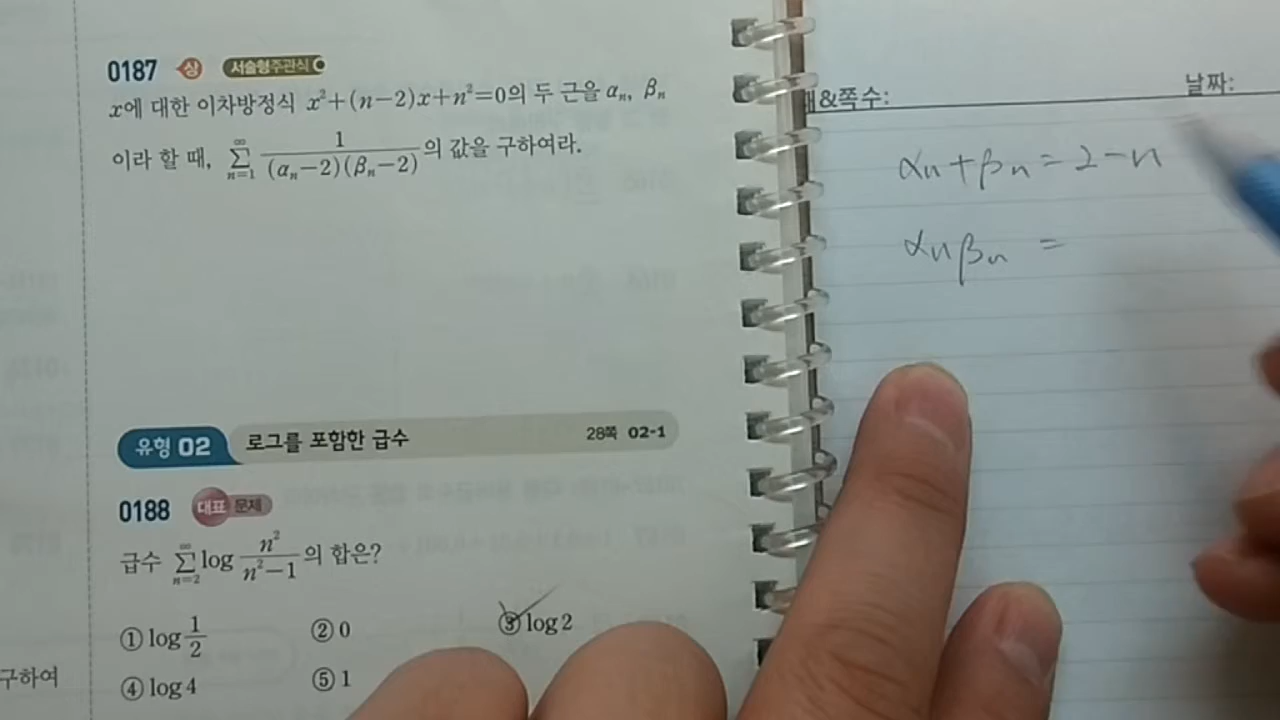 0187 상 서술형주관식
x에 대한 이차방정식 x²+(n-2)x+n²=0의 두 근을 αₙ, βₙ
이라 할 때, ∑_{n=1}^{∞} 1/((αₙ-2)(βₙ-2))의 값을 구하여라.
유형 02 로그를 포함한 급수 28쪽 02-1
0188 대표 문제
급수 ∑_{n=2}^{∞} log n²/(n²-1)의 합은?
① log 1/2 ② 0 ③ log 2
④ log 4 ⑤ 1
구하여
&쪽수: 날짜:
αₙ+βₙ=2-n
αₙβₙ =